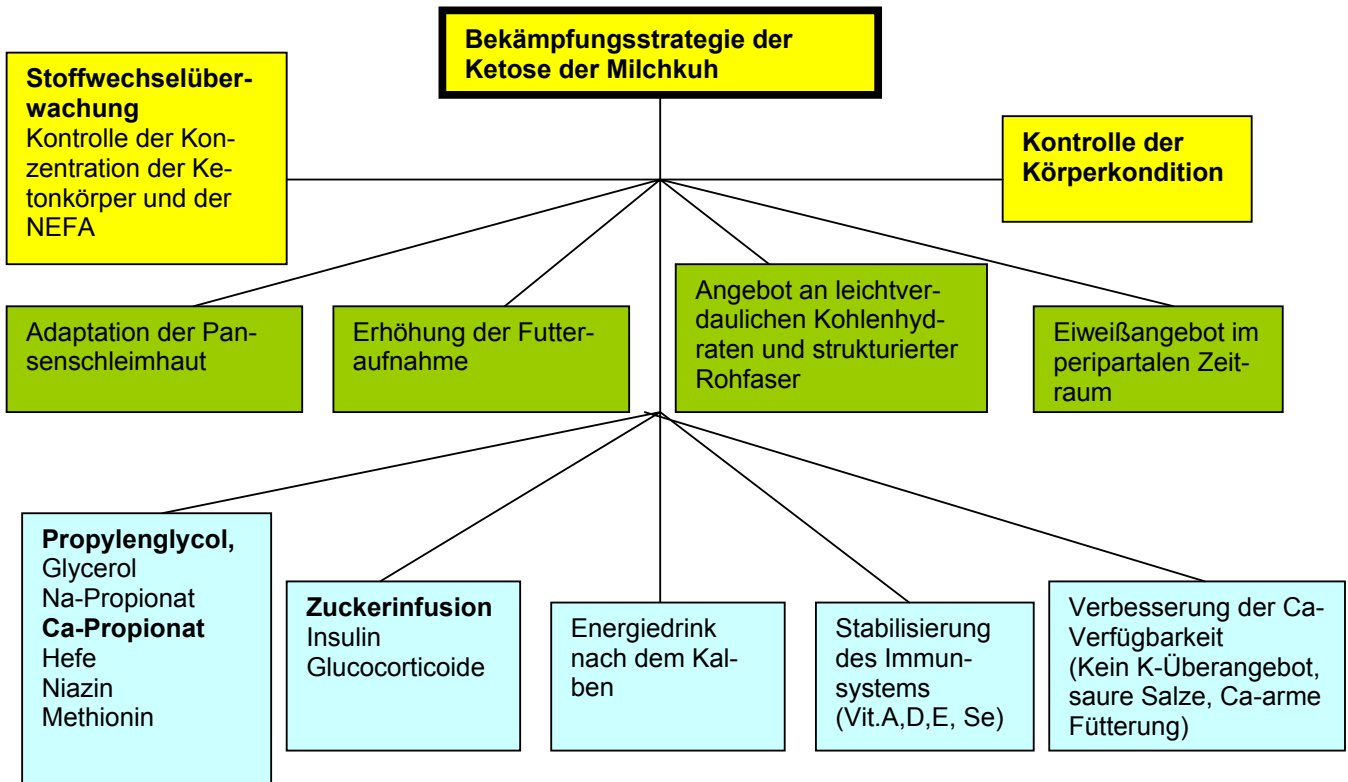 Bekämpfungsstrategie der
Ketose der Milchkuh
Stoffwechselüber-
wachung
Kontrolle der Kon-
zentration der Ke-
tonkörper und der
NEFA
Kontrolle der
Körperkondition
Adaptation der Pan-
senschleimhaut
Erhöhung der Futter-
aufnahme
Angebot an leichtver-
daulichen Kohlenhyd-
raten und strukturierter
Rohfaser
Eiweißangebot im
peripartalen Zeit-
raum
Propylenglycol,
Glycerol
Na-Propionat
Ca-Propionat
Hefe
Niazin
Methionin
Zuckerinfusion
Insulin
Glucocorticoide
Energiedrink
nach dem Kal-
ben
Stabilisierung
des Immun-
systems
(Vit.A,D,E, Se)
Verbesserung der Ca-
Verfügbarkeit
(Kein K-Überangebot,
saure Salze, Ca-arme
Fütterung)